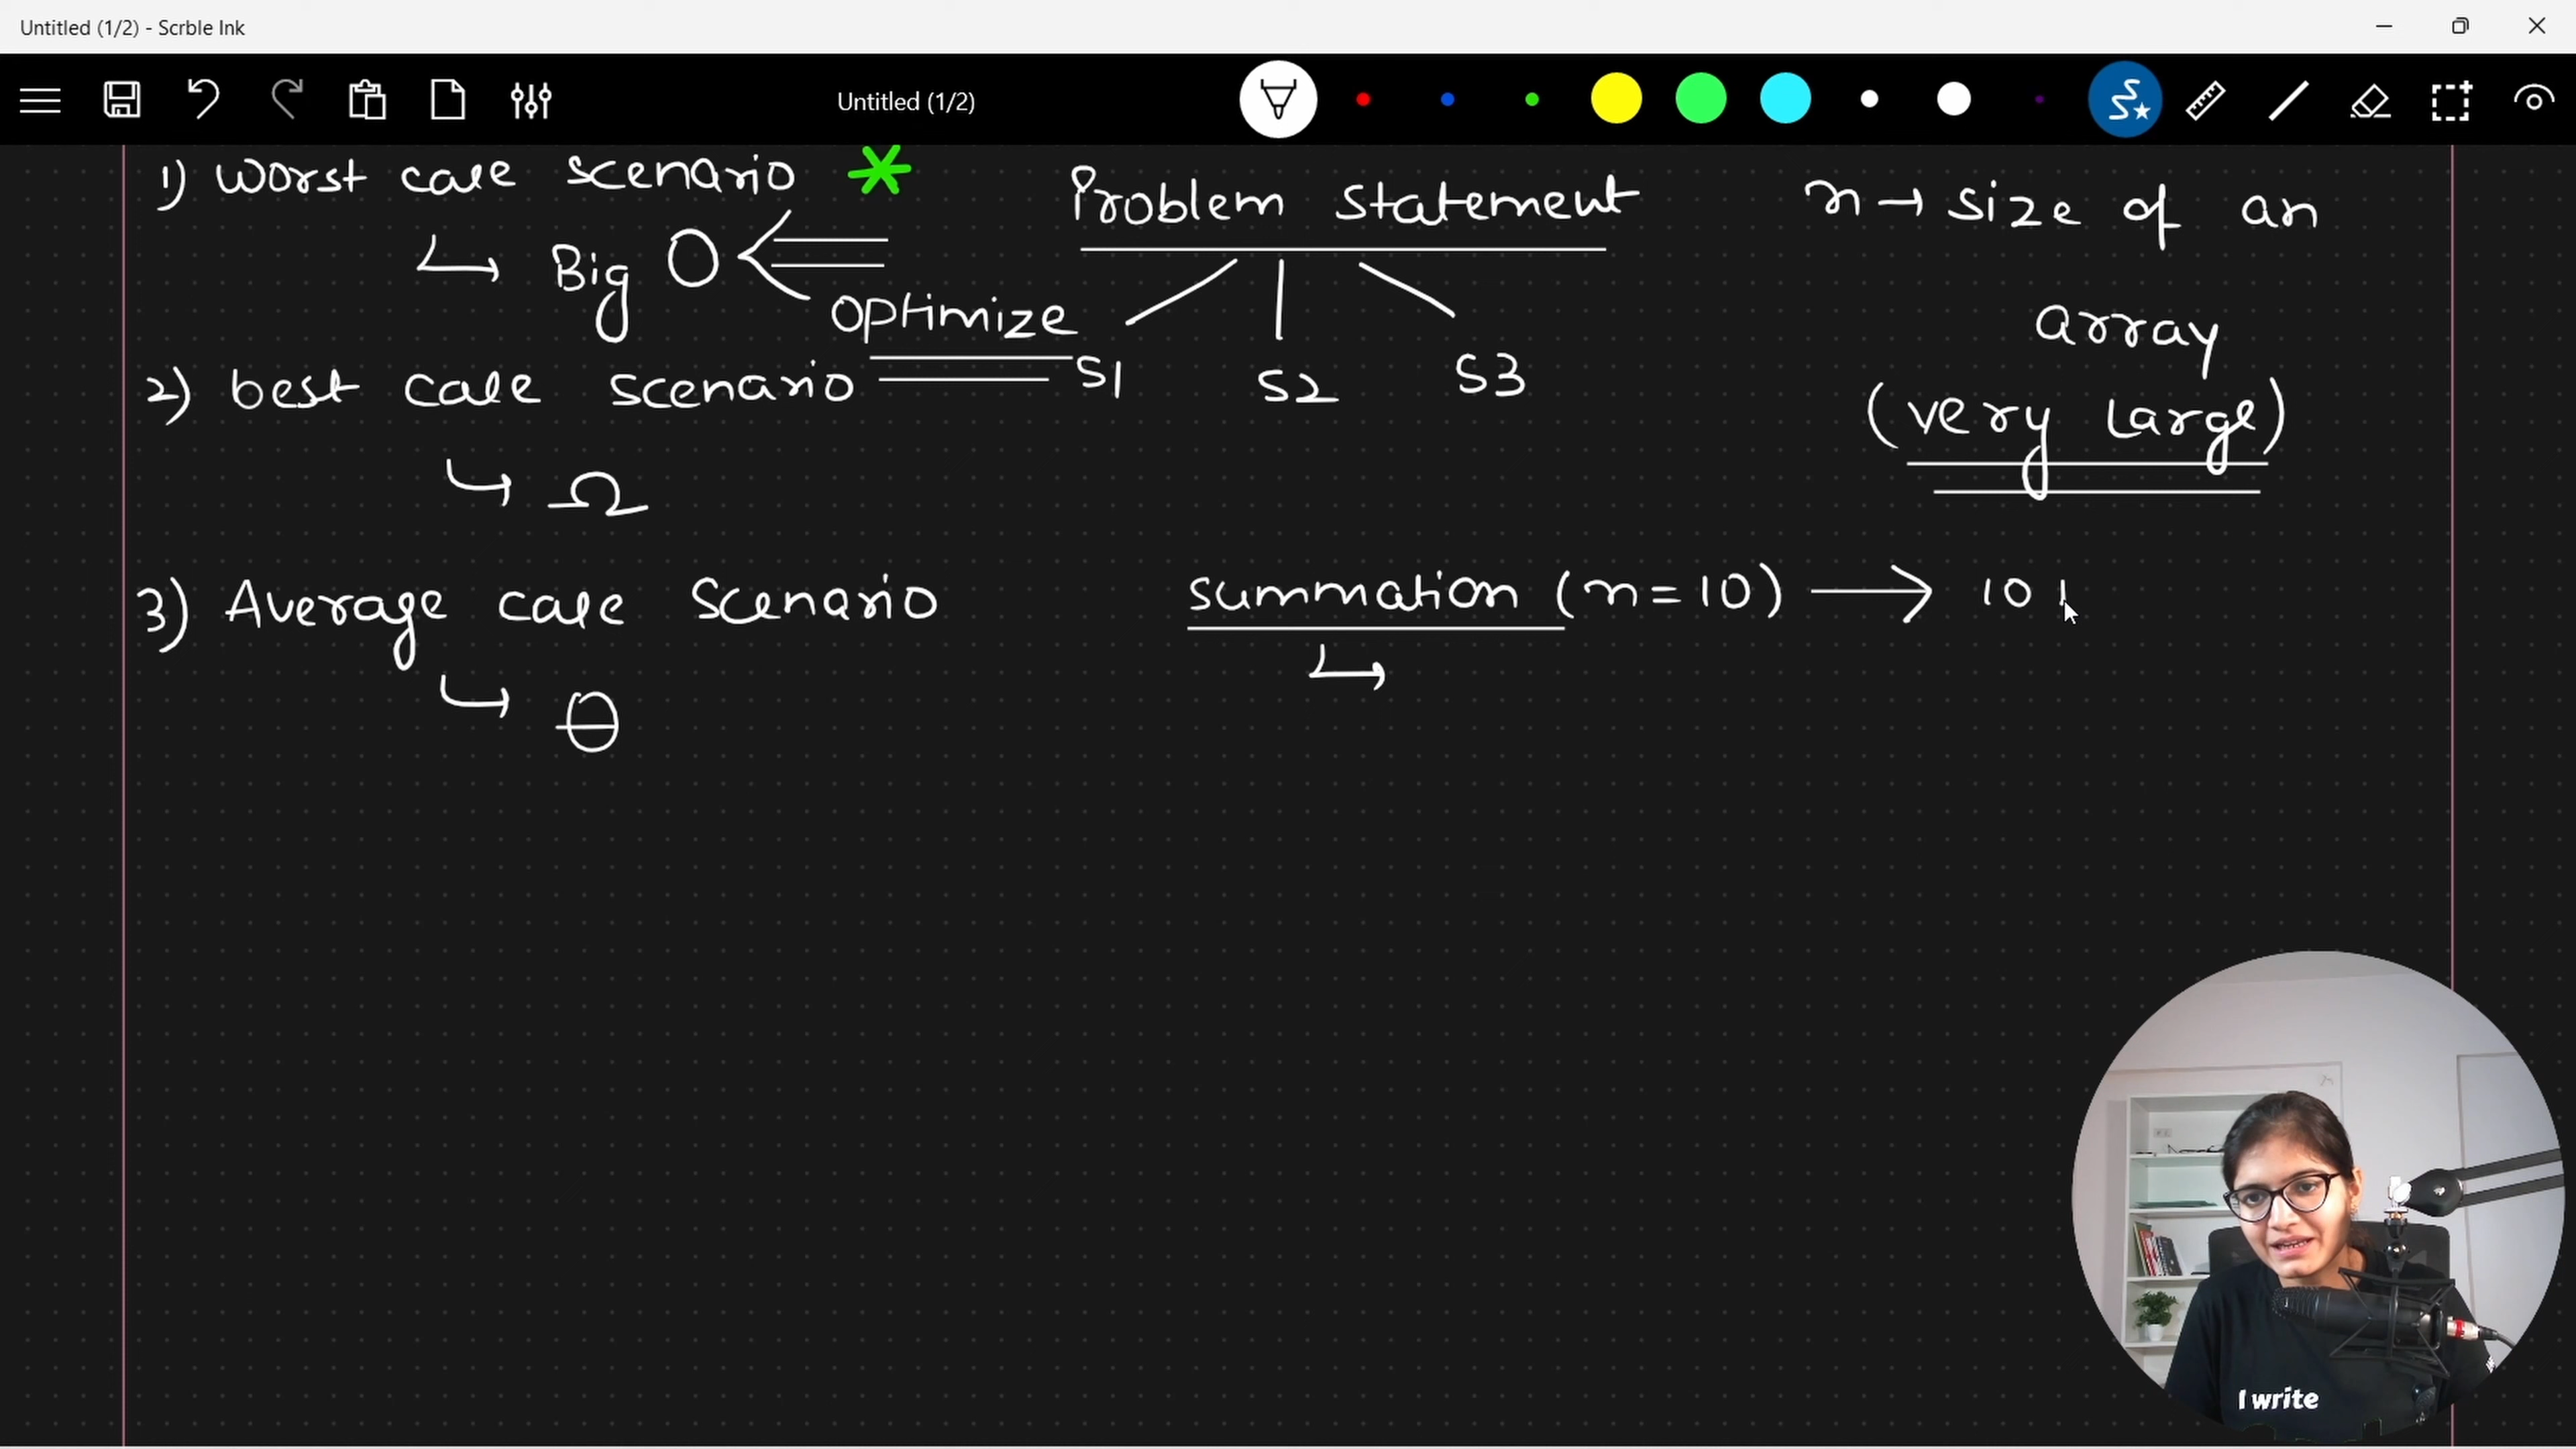 Untitled (1/2) - Scrble Ink
Untitled (1/2)
1) worst case scenario *
↳ Big O
optimize
2) best case scenario
↳ Ω
3) Average case Scenario
↳ θ
Problem statement
S1 S2 S3
n → size of an
array
(very large)
summation (n=10) → 10 1
↳
I write